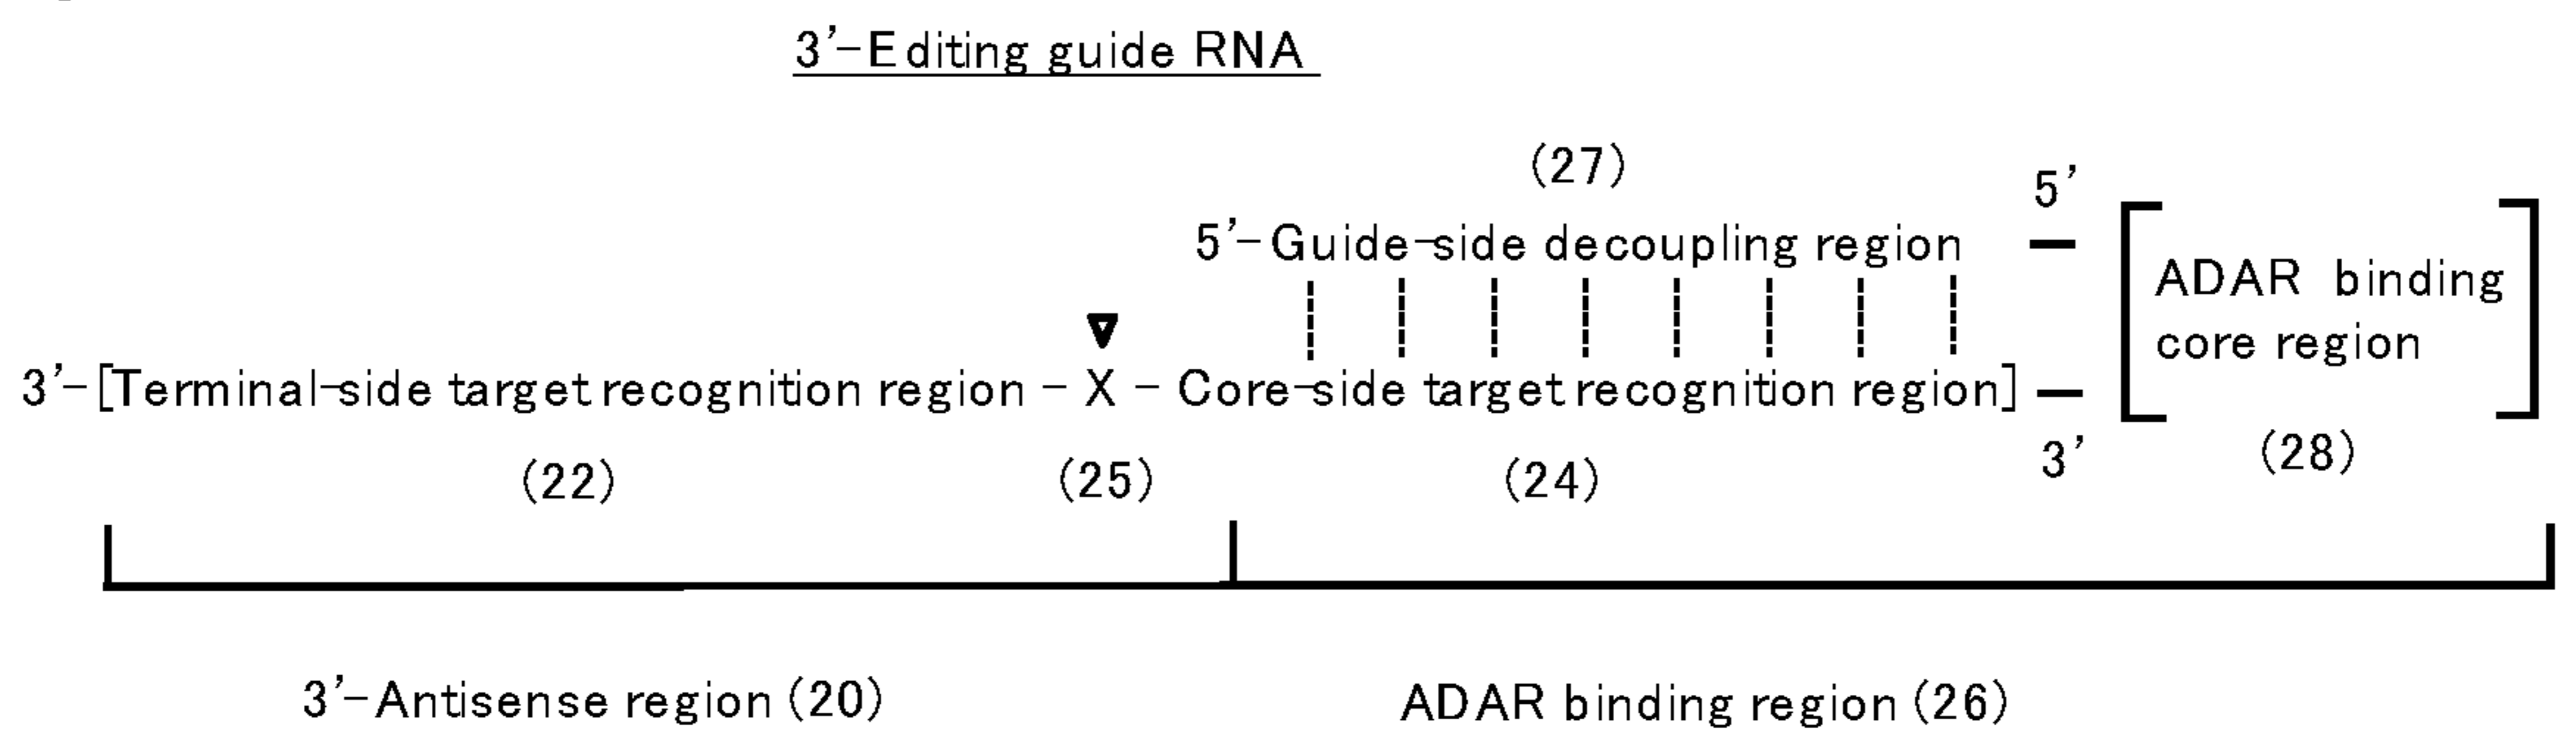 3'-Editing guide RNA
(27)
5'
5'-Guide-side decoupling region
ADAR binding
core region
3'-[Terminal-side target recognition region - X - Core-side target recognition region]
3'
(28)
(22)
(25)
(24)
3'-Antisense region (20)
ADAR binding region (26)